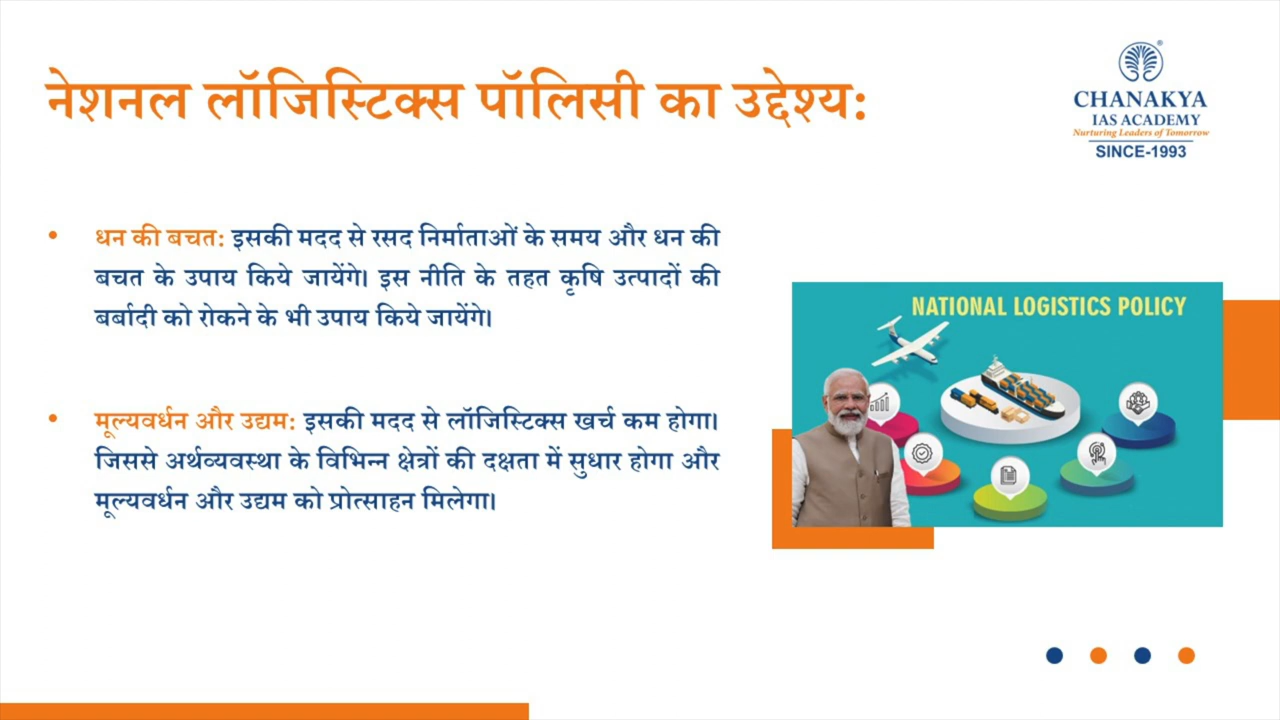 नेशनल लॉजिस्टिक्स पॉलिसी का उद्देश्य:
CHANAKYA
IAS ACADEMY
Nurturing Leaders of Tomorrow
SINCE-1993
• धन की बचत: इसकी मदद से रसद निर्माताओं के समय और धन की
बचत के उपाय किये जायेंगे। इस नीति के तहत कृषि उत्पादों की
बर्बादी को रोकने के भी उपाय किये जायेंगे।
• मूल्यवर्धन और उद्यम: इसकी मदद से लॉजिस्टिक्स खर्च कम होगा।
जिससे अर्थव्यवस्था के विभिन्न क्षेत्रों की दक्षता में सुधार होगा और
मूल्यवर्धन और उद्यम को प्रोत्साहन मिलेगा।
NATIONAL LOGISTICS POLICY